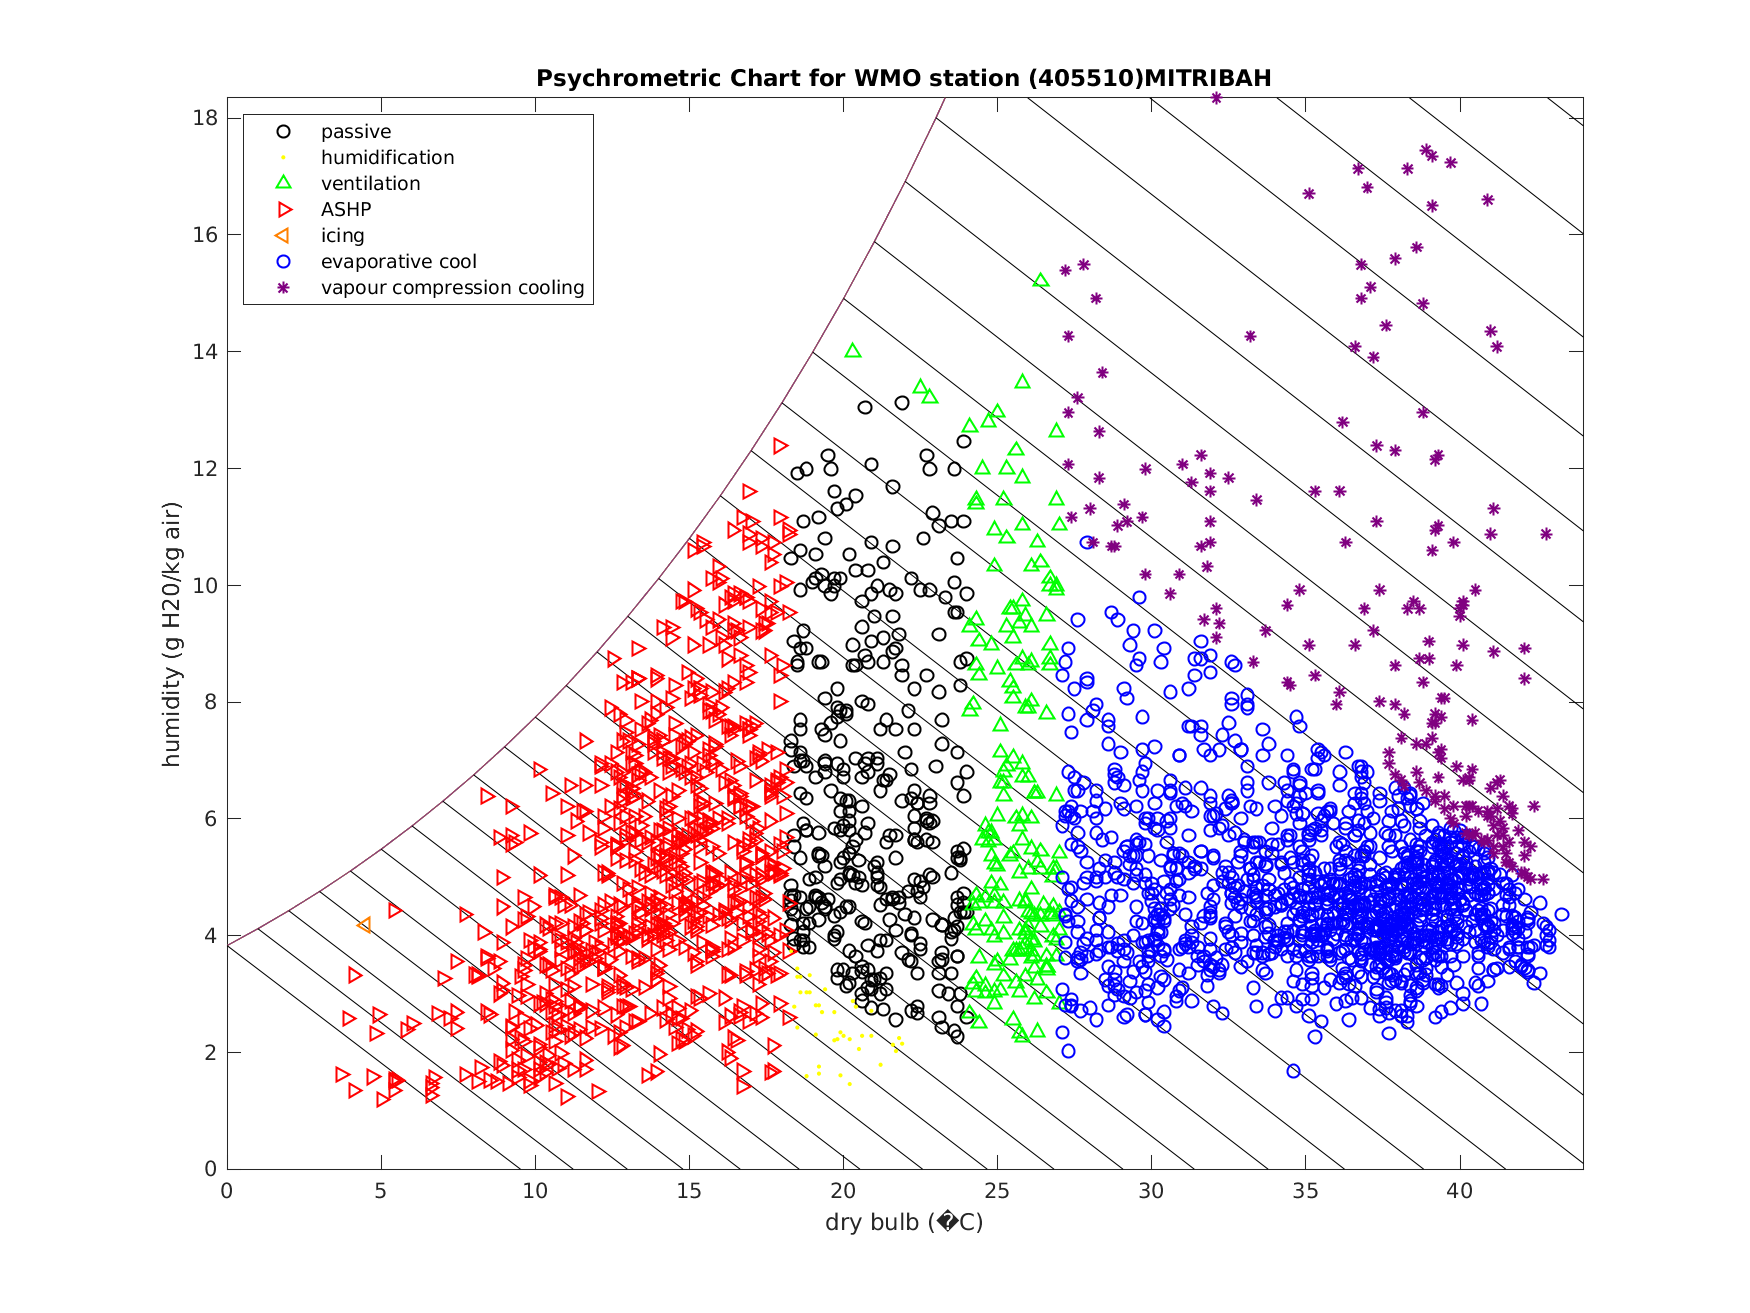 Psychrometric Chart for WMO station (405510)MITRIBAH
passive
humidification
ventilation
ASHP
icing
evaporative cool
vapour compression cooling
humidity (g H20/kg air)
18
16
14
12
10
8
6
4
2
0
0 5 10 15 20 25 30 35 40
dry bulb (�C)